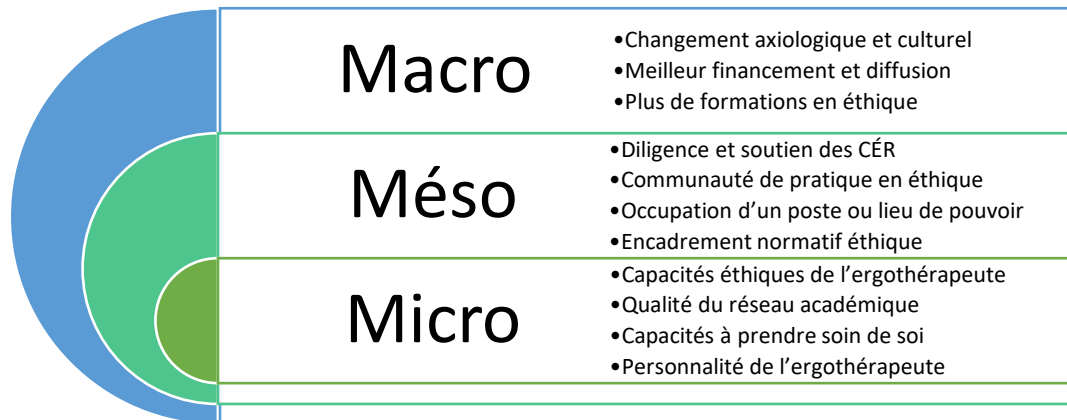 Macro
•Changement axiologique et culturel
•Meilleur financement et diffusion
•Plus de formations en éthique
Méso
•Diligence et soutien des CÉR
•Communauté de pratique en éthique
•Occupation d’un poste ou lieu de pouvoir
•Encadrement normatif éthique
Micro
•Capacités éthiques de l’ergothérapeute
•Qualité du réseau académique
•Capacités à prendre soin de soi
•Personnalité de l’ergothérapeute